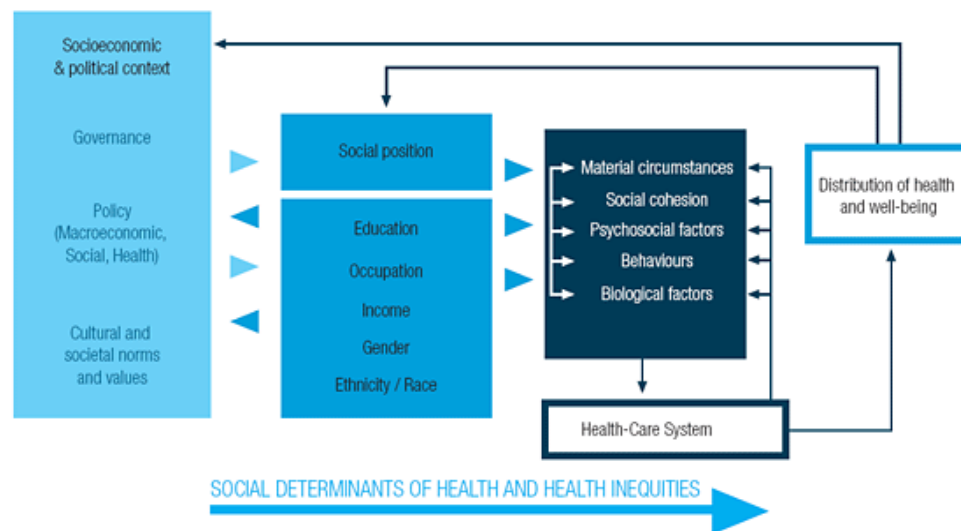 Socioeconomic
& political context
Governance
Policy
(Macroeconomic,
Social, Health)
Cultural and
societal norms
and values
Social position
Education
Occupation
Income
Gender
Ethnicity / Race
Material circumstances
Social cohesion
Psychosocial factors
Behaviours
Biological factors
Health-Care System
Distribution of health
and well-being
SOCIAL DETERMINANTS OF HEALTH AND HEALTH INEQUITIES